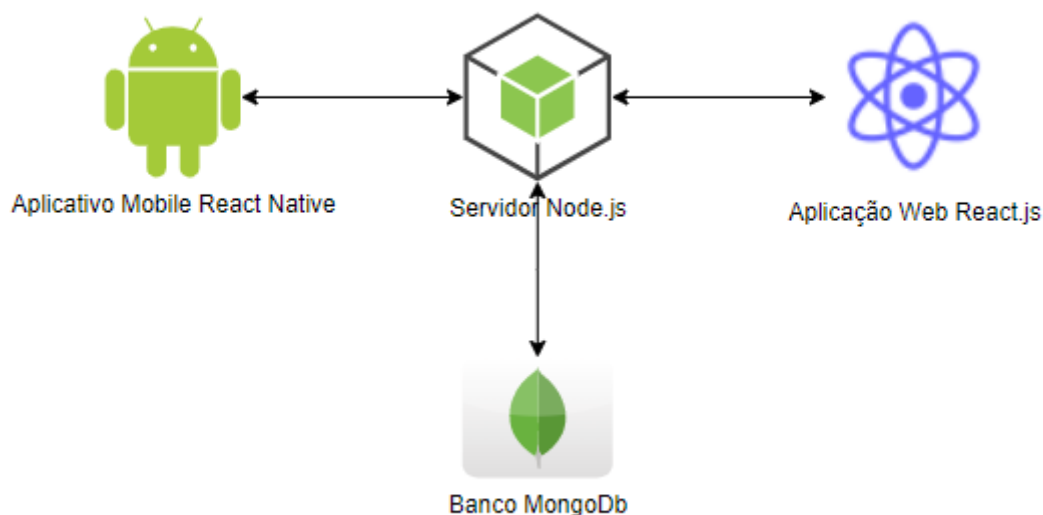 Aplicativo Mobile React Native
Servidor Node.js
Aplicação Web React.js
Banco MongoDb